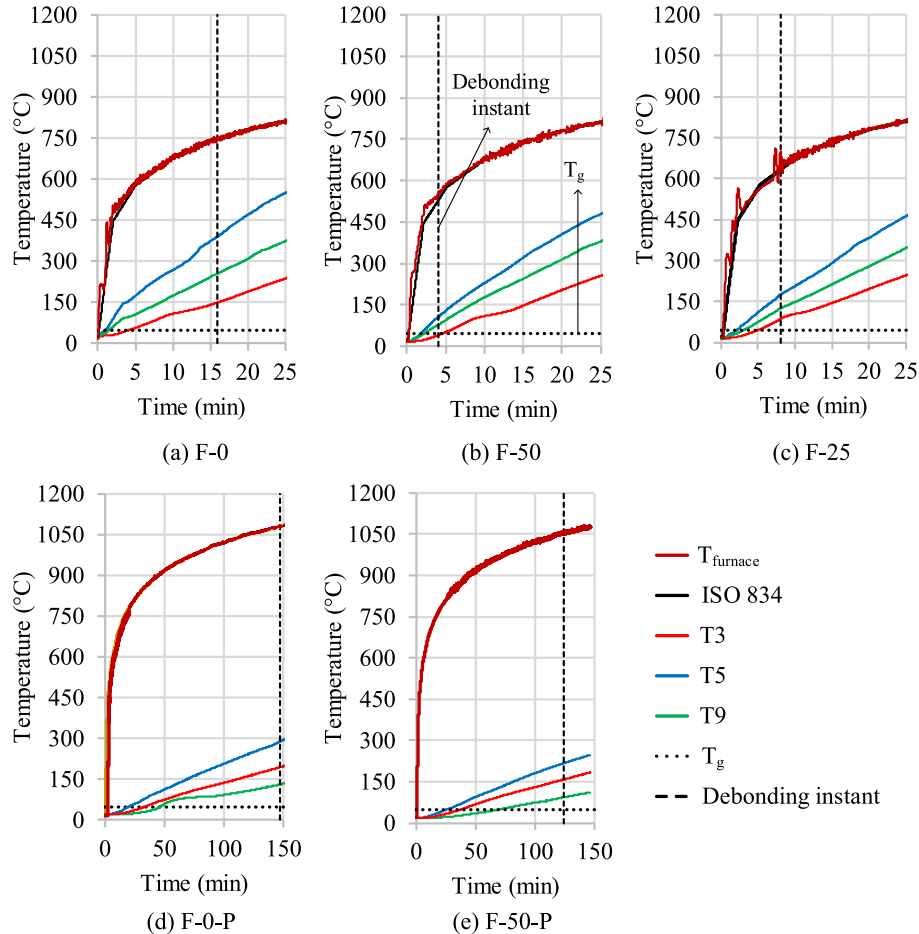 1200
1050
900
750
600
450
300
150
0
Temperature (°C)
0 5 10 15 20 25
Time (min)
(a) F-0
1200
1050
900
750
600
450
300
150
0
Temperature (°C)
Debonding
instant
Tg
0 5 10 15 20 25
Time (min)
(b) F-50
1200
1050
900
750
600
450
300
150
0
Temperature (°C)
0 5 10 15 20 25
Time (min)
(c) F-25
1200
1050
900
750
600
450
300
150
0
Temperature (°C)
0 50 100 150
Time (min)
(d) F-0-P
1200
1050
900
750
600
450
300
150
0
Temperature (°C)
0 50 100 150
Time (min)
(e) F-50-P
Tfurnace
ISO 834
T3
T5
T9
Tg
Debonding instant